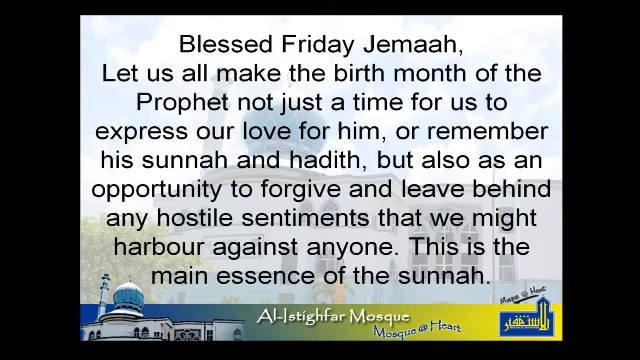 Blessed Friday Jemaah,
Let us all make the birth month of the
Prophet not just a time for us to
express our love for him, or remember
his sunnah and hadith, but also as an
opportunity to forgive and leave behind
any hostile sentiments that we might
harbour against anyone. This is the
main essence of the sunnah.
Mosque @ Heart
Al-Istighfar Mosque
Mosque @ Heart
الاستغفار